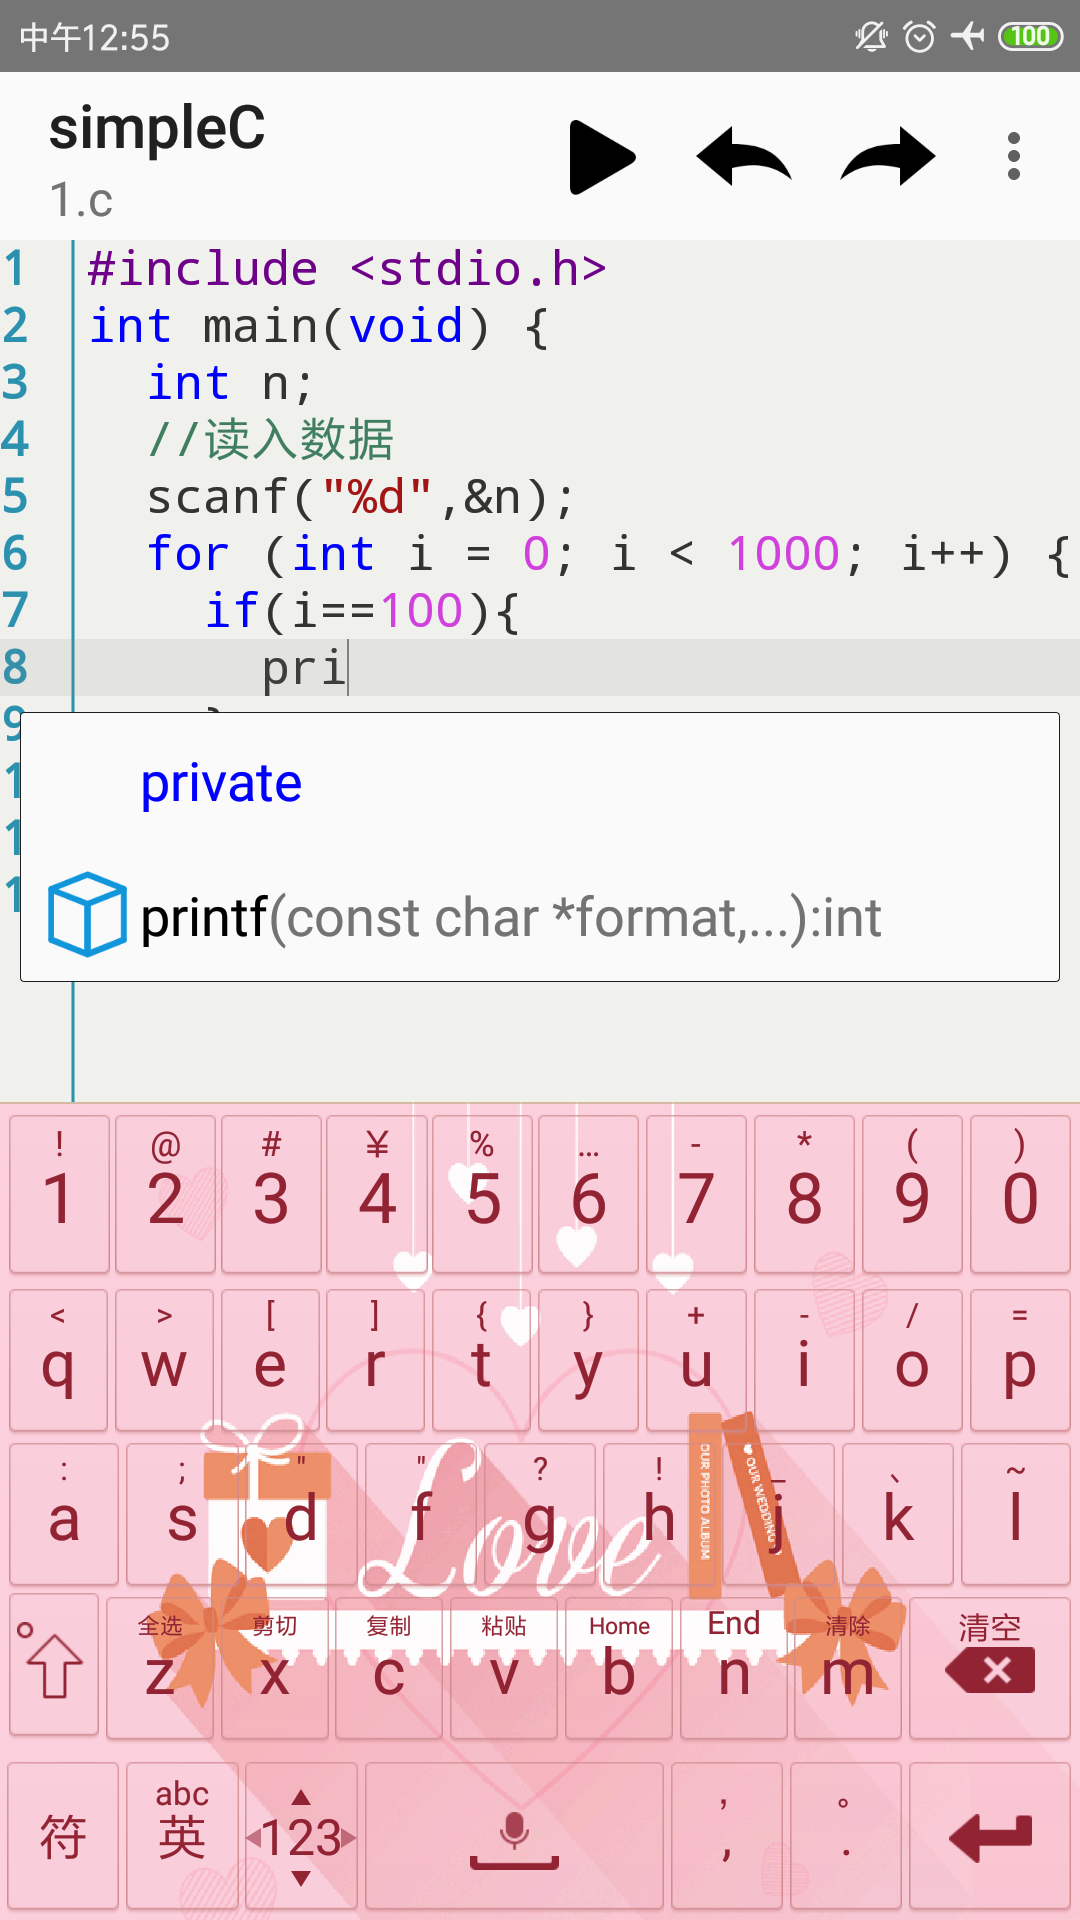 中午12:55
100
simpleC
1.c
1 #include <stdio.h>
2 int main(void) {
3 int n;
4 //读入数据
5 scanf("%d",&n);
6 for (int i = 0; i < 1000; i++) {
7 if(i==100){
8 pri
9
1
private
1
1
printf(const char *format,...):int
! @ # ¥ % … - * ( )
1 2 3 4 5 6 7 8 9 0
< > [ ] { } + - / =
q w e r t y u i o p
: ; " " ? ! _ 、 ~
a s d f g h j k l
Love
OUR PHOTO ALBUM
OUR WEDDING
全选 剪切 复制 粘贴 Home End 清除 清空
z x c v b n m
abc , 。
符 英 123 , .